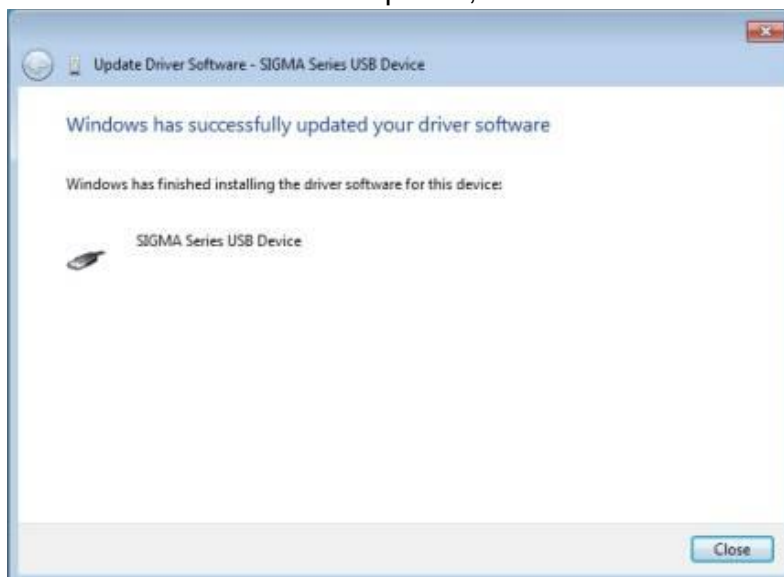 Update Driver Software - SIGMA Series USB Device
Windows has successfully updated your driver software
Windows has finished installing the driver software for this device:
SIGMA Series USB Device
Close